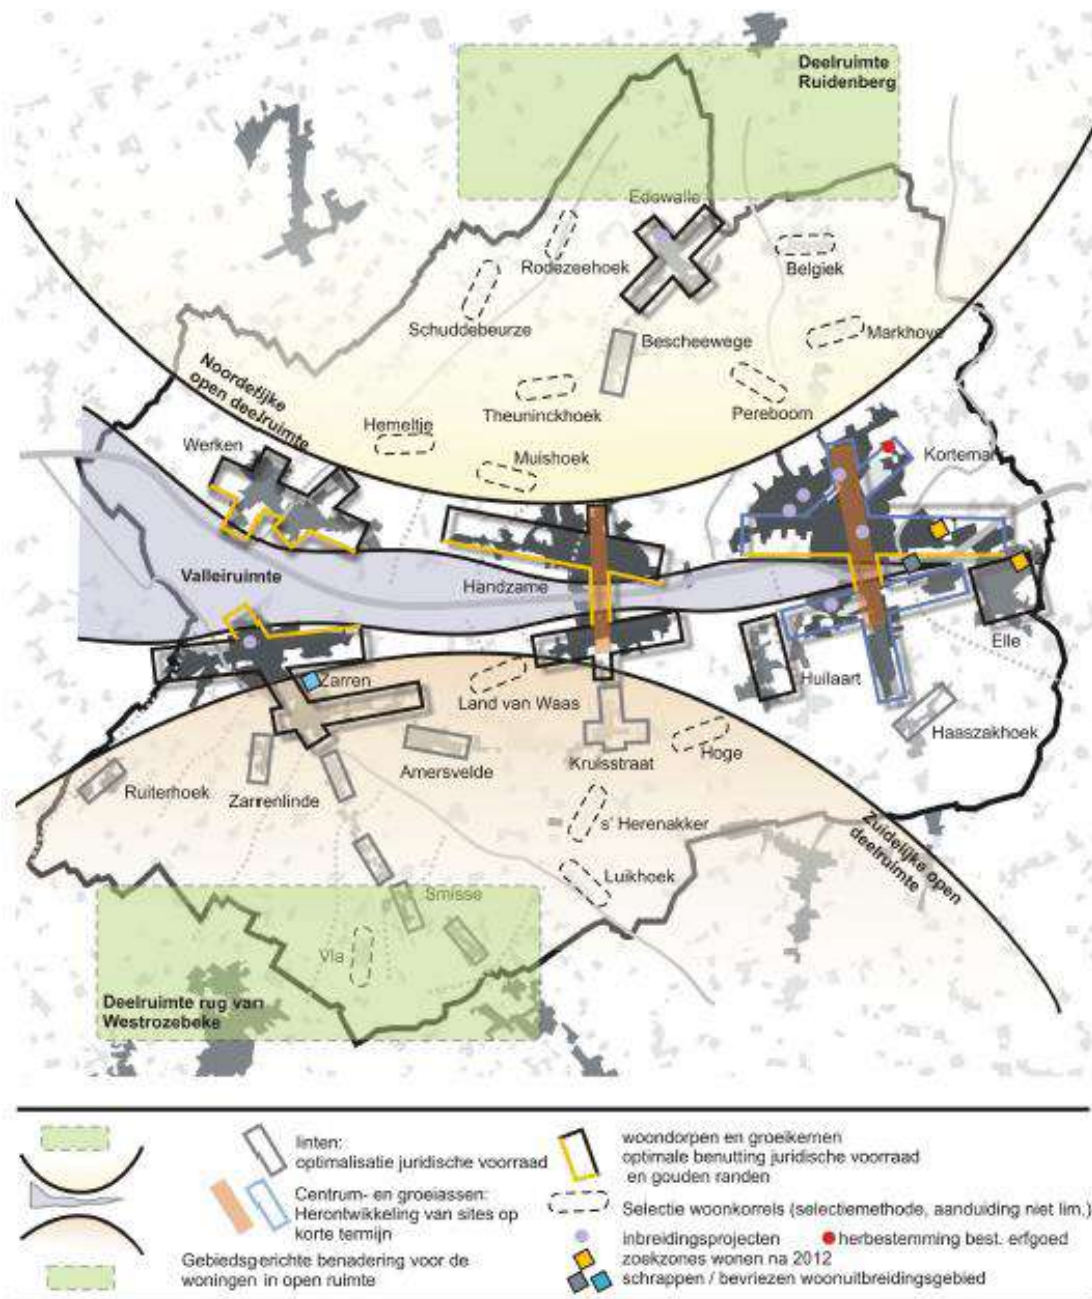 Deelruimte
Ruidenberg
Edewalle
Rodezeehoek
Belgiek
Schuddebeurze
Bescheewege
Markhove
Noordelijke
open deelruimte
Theuninckhoek
Pereboom
Hemeltje
Werken
Muishoek
Kortemark
Valleiruimte
Handzame
Elle
Zarren
Huilaart
Land van Waas
Haaszakhoek
Hoge
Amersvelde
Kruisstraat
Ruiterhoek
Zarrenlinde
s' Herenakker
Zuidelijke open
deelruimte
Luikhoek
Smisse
Vla
Deelruimte rug van
Westrozebeke
linten:
optimalisatie juridische voorraad
Centrum- en groeiassen:
Herontwikkeling van sites op
korte termijn
Gebiedsgerichte benadering voor de
woningen in open ruimte
woondorpen en groeikernen
optimale benutting juridische voorraad
en gouden randen
Selectie woonkorrels (selectiemethode, aanduiding niet lim.)
inbreidingsprojecten herbestemming best. erfgoed
zoekzones wonen na 2012
schrappen / bevriezen woonuitbreidingsgebied